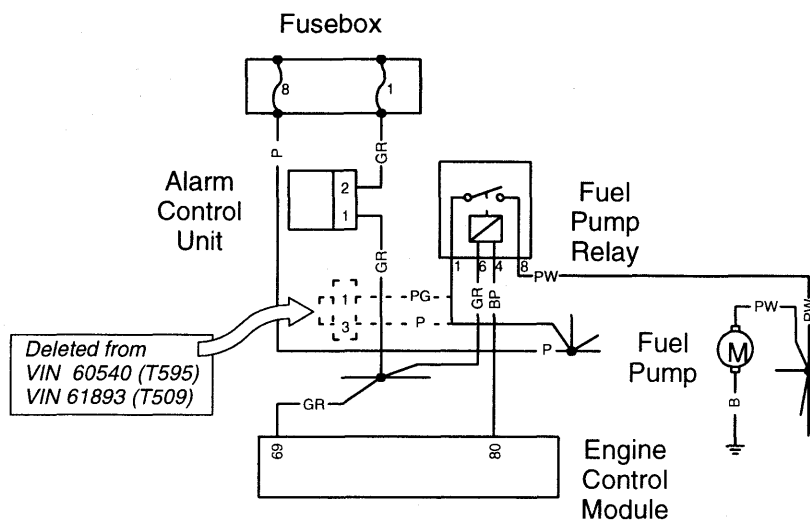 Fusebox
8
1
P
GR
Alarm
Control
Unit
2
1
GR
Fuel
Pump
Relay
1
6
4
8
PW
GR
BP
PW
1
PG
3
P
P
Deleted from
VIN 60540 (T595)
VIN 61893 (T509)
Fuel
Pump
PW
M
B
GR
69
80
Engine
Control
Module